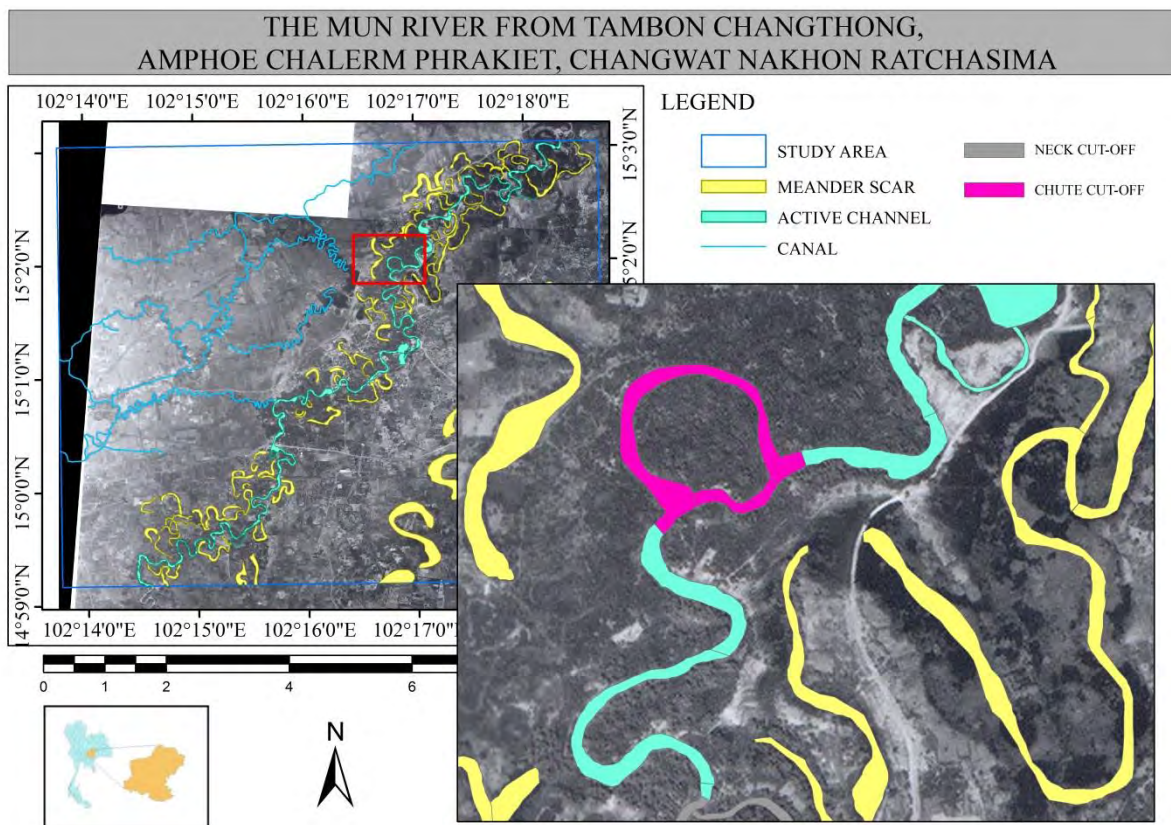 THE MUN RIVER FROM TAMBON CHANGTHONG,
AMPHOE CHALERM PHRAKIET, CHANGWAT NAKHON RATCHASIMA
102°14'0"E 102°15'0"E 102°16'0"E 102°17'0"E 102°18'0"E
15°3'0"N
15°2'0"N
15°2'0"N
15°1'0"N
15°0'0"N
14°59'0"N
102°14'0"E 102°15'0"E 102°16'0"E
LEGEND
STUDY AREA
MEANDER SCAR
ACTIVE CHANNEL
CANAL
NECK CUT-OFF
CHUTE CUT-OFF
0 1 2 4 6
N